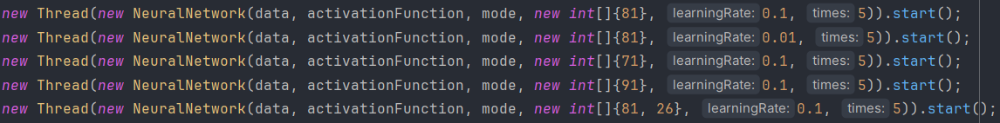 new Thread(new NeuralNetwork(data, activationFunction, mode, new int[]{81}, learningRate: 0.1, times: 5)).start();
new Thread(new NeuralNetwork(data, activationFunction, mode, new int[]{81}, learningRate: 0.01, times: 5)).start();
new Thread(new NeuralNetwork(data, activationFunction, mode, new int[]{71}, learningRate: 0.1, times: 5)).start();
new Thread(new NeuralNetwork(data, activationFunction, mode, new int[]{91}, learningRate: 0.1, times: 5)).start();
new Thread(new NeuralNetwork(data, activationFunction, mode, new int[]{81, 26}, learningRate: 0.1, times: 5)).start();